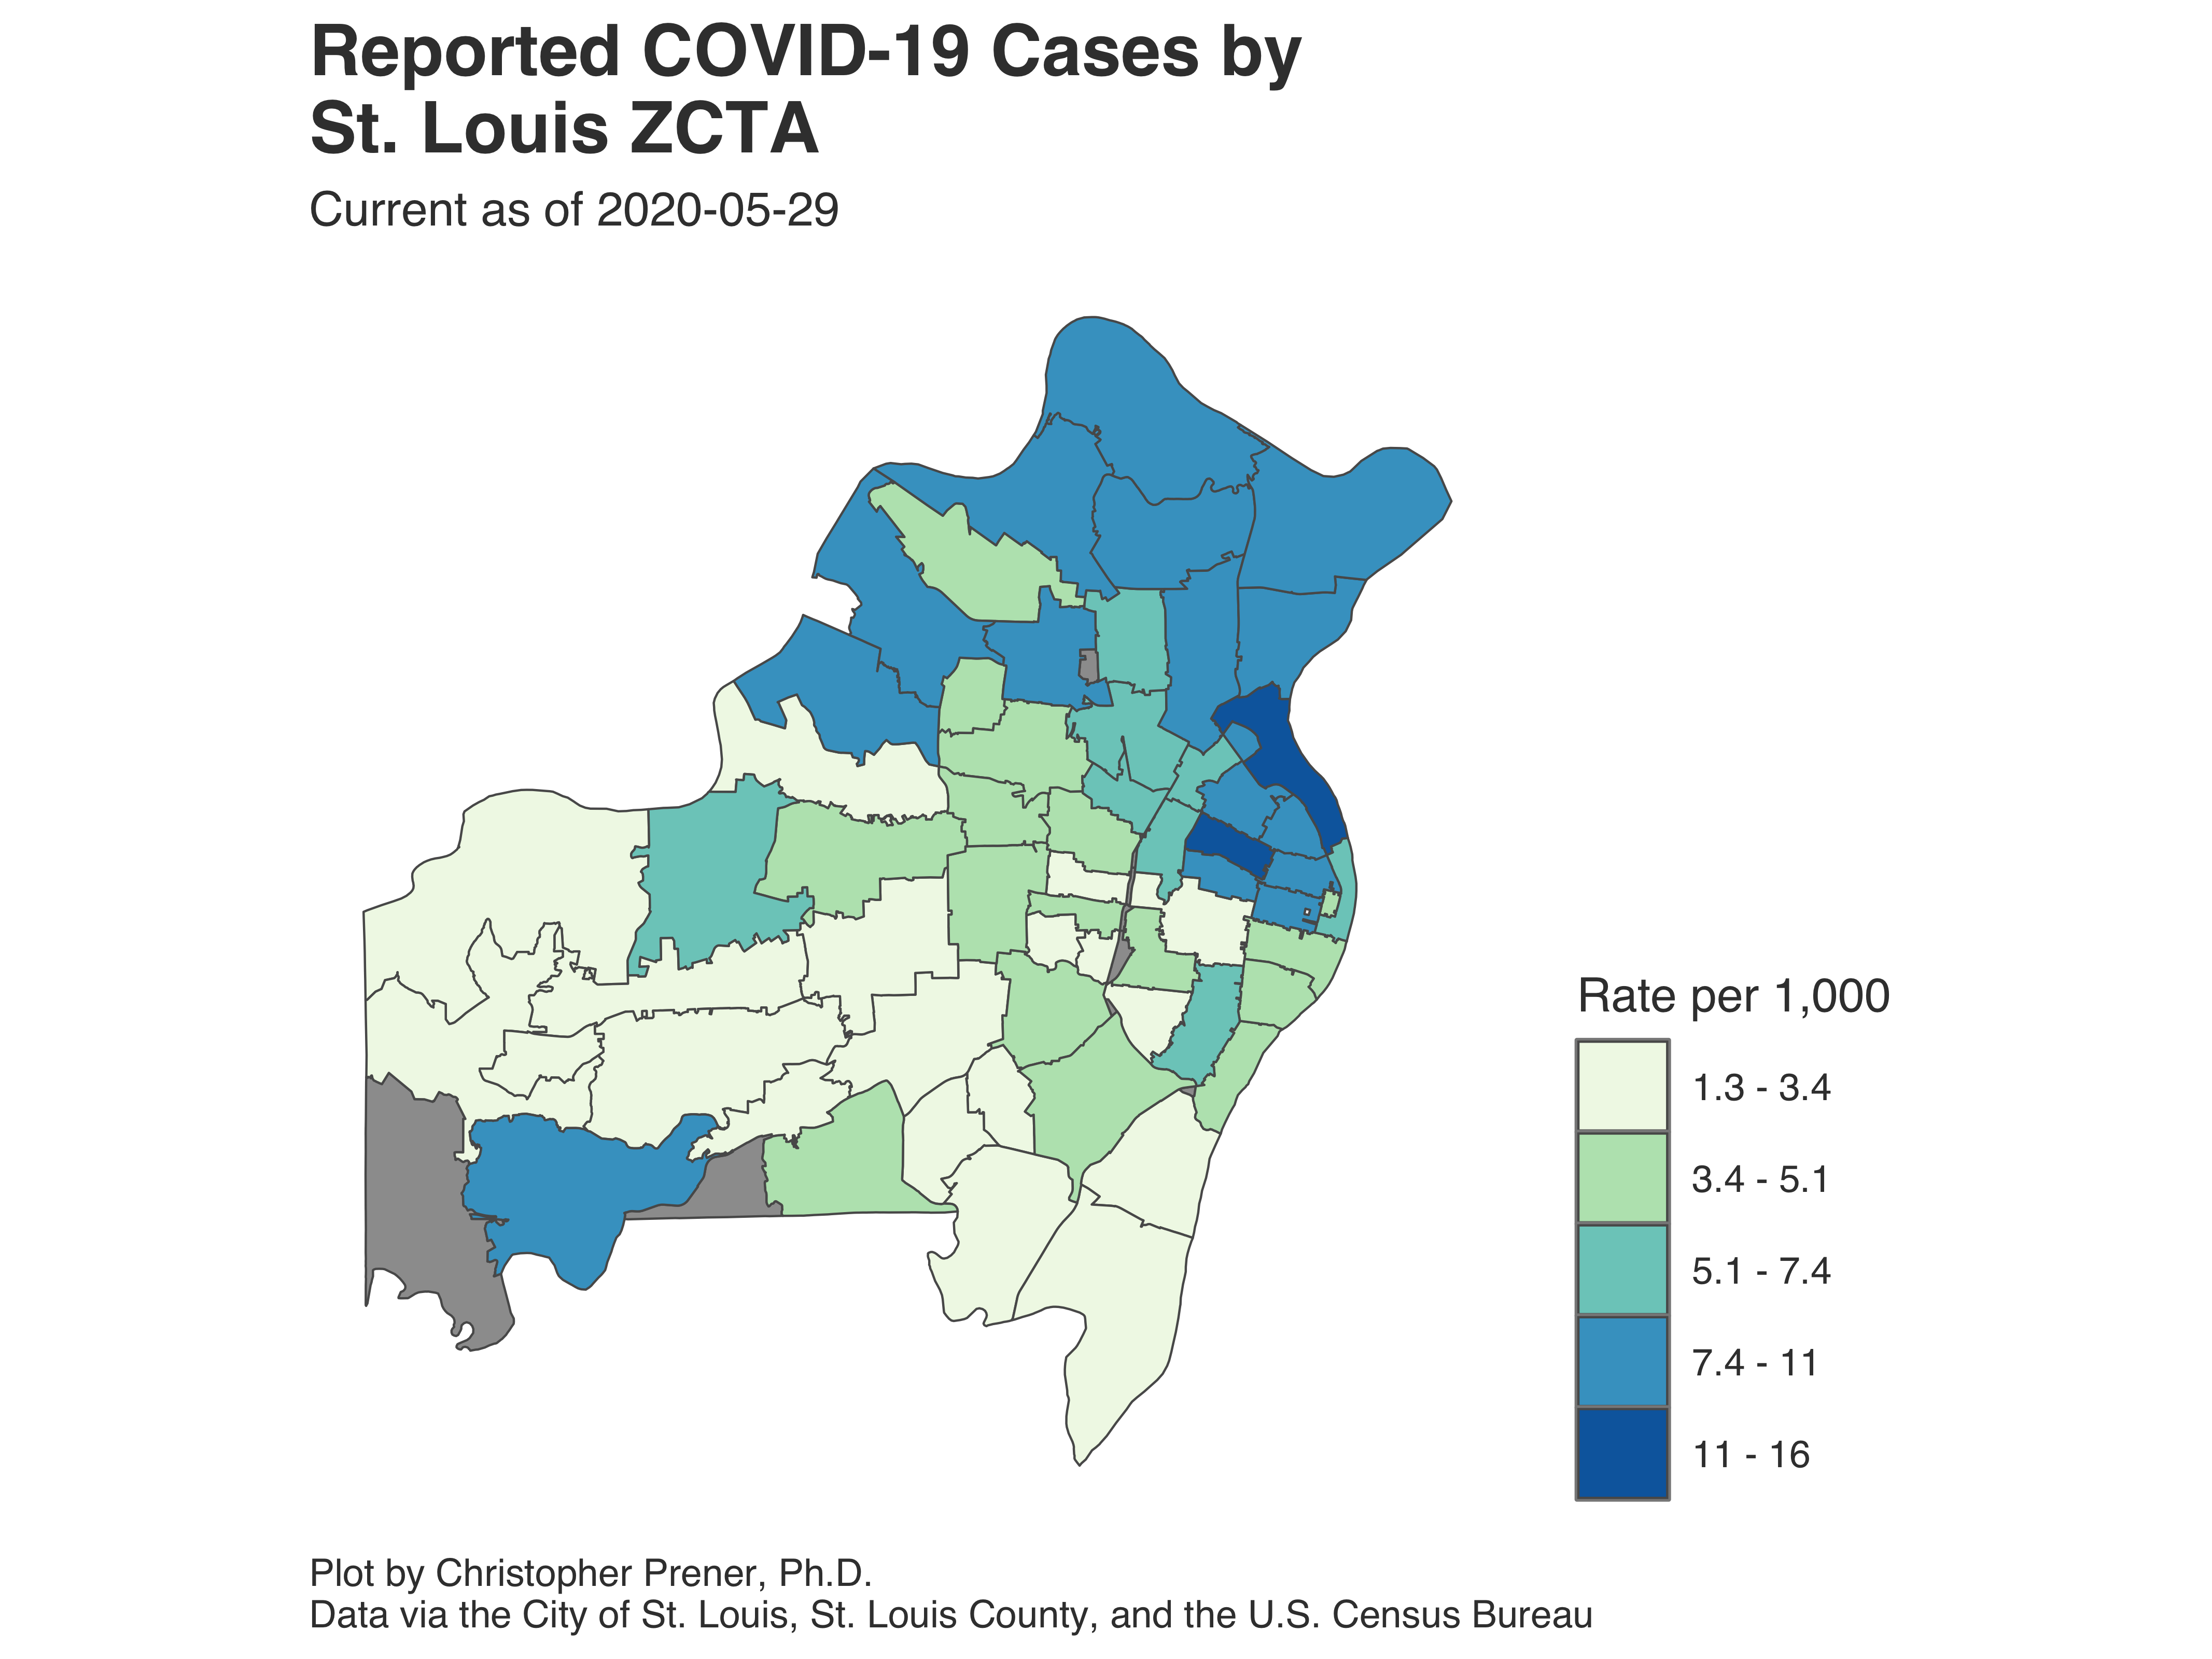 Reported COVID-19 Cases by
St. Louis ZCTA
Current as of 2020-05-29
Rate per 1,000
1.3 - 3.4
3.4 - 5.1
5.1 - 7.4
7.4 - 11
11 - 16
Plot by Christopher Prener, Ph.D.
Data via the City of St. Louis, St. Louis County, and the U.S. Census Bureau